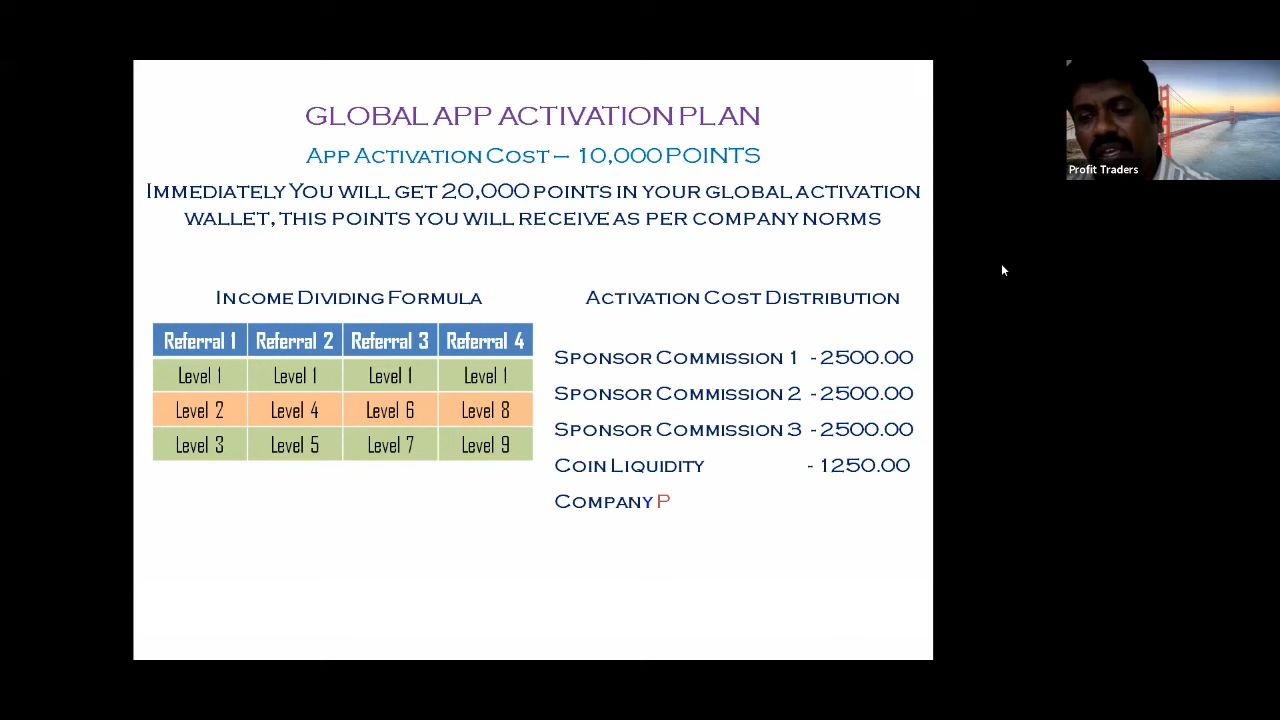 GLOBAL APP ACTIVATION PLAN
APP ACTIVATION COST – 10,000 POINTS
IMMEDIATELY YOU WILL GET 20,000 POINTS IN YOUR GLOBAL ACTIVATION
WALLET, THIS POINTS YOU WILL RECEIVE AS PER COMPANY NORMS
INCOME DIVIDING FORMULA
Referral 1 Referral 2 Referral 3 Referral 4
Level 1 Level 1 Level 1 Level 1
Level 2 Level 4 Level 6 Level 8
Level 3 Level 5 Level 7 Level 9
ACTIVATION COST DISTRIBUTION
SPONSOR COMMISSION 1 - 2500.00
SPONSOR COMMISSION 2 - 2500.00
SPONSOR COMMISSION 3 - 2500.00
COIN LIQUIDITY - 1250.00
COMPANY P
Profit Traders